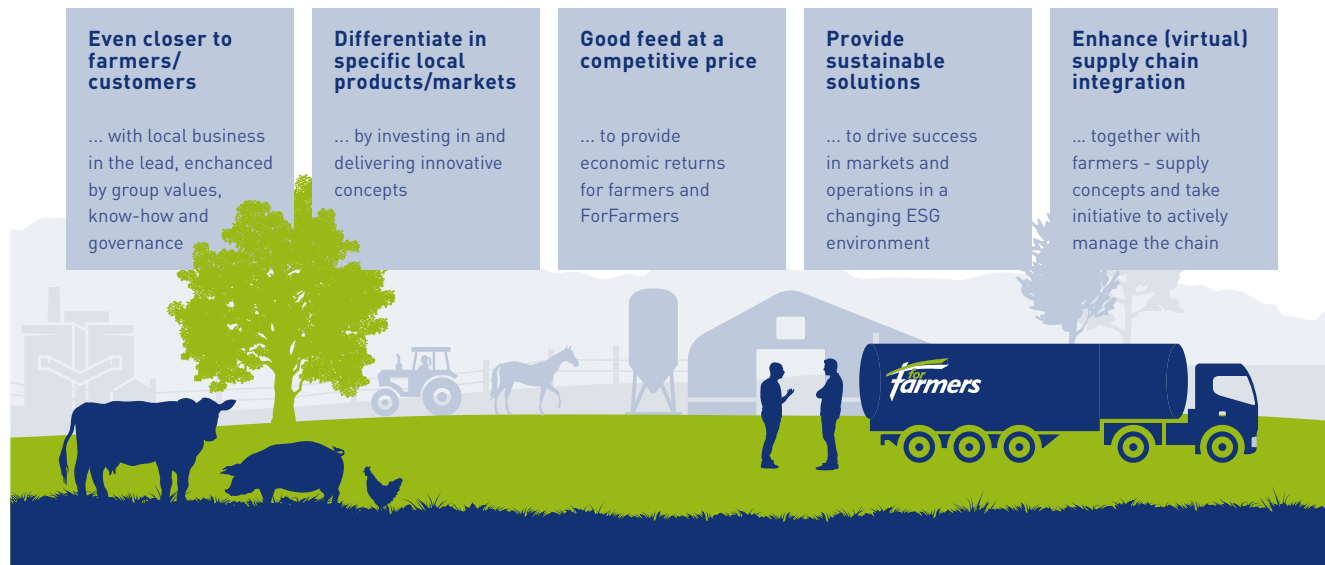 Even closer to
farmers/
customers
... with local business
in the lead, enchanced
by group values,
know-how and
governance
Differentiate in
specific local
products/markets
... by investing in and
delivering innovative
concepts
Good feed at a
competitive price
... to provide
economic returns
for farmers and
ForFarmers
Provide
sustainable
solutions
... to drive success
in markets and
operations in a
changing ESG
environment
Enhance (virtual)
supply chain
integration
... together with
farmers - supply
concepts and take
initiative to actively
manage the chain
for
farmers